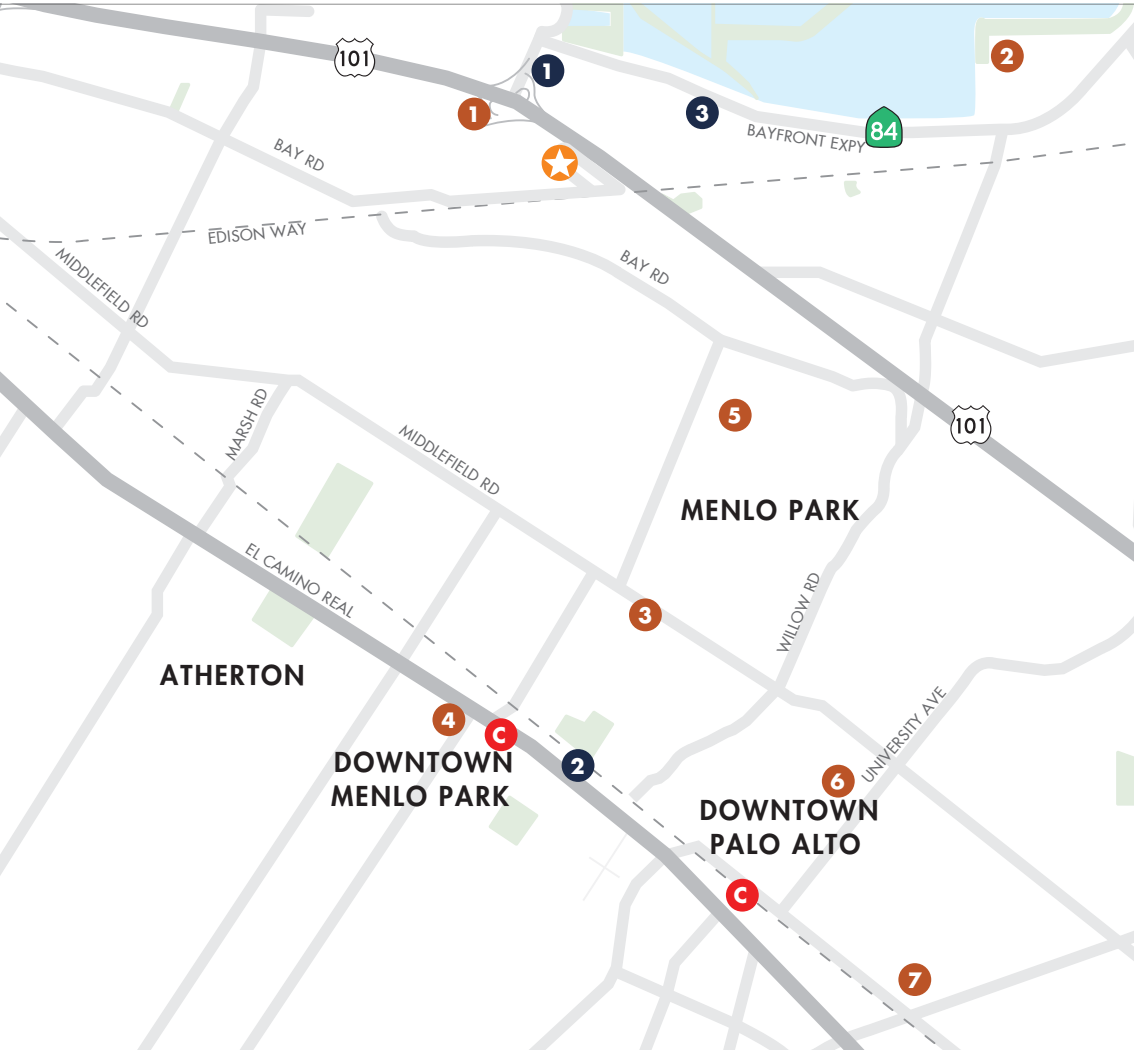 101
1
2
1
3
BAYFRONT EXPY
84
BAY RD
EDISON WAY
MIDDLEFIELD RD
BAY RD
MARSH RD
5
101
MIDDLEFIELD RD
MENLO PARK
EL CAMINO REAL
WILLOW RD
3
ATHERTON
4
C
UNIVERSITY AVE
DOWNTOWN
MENLO PARK
2
6
DOWNTOWN
PALO ALTO
C
7